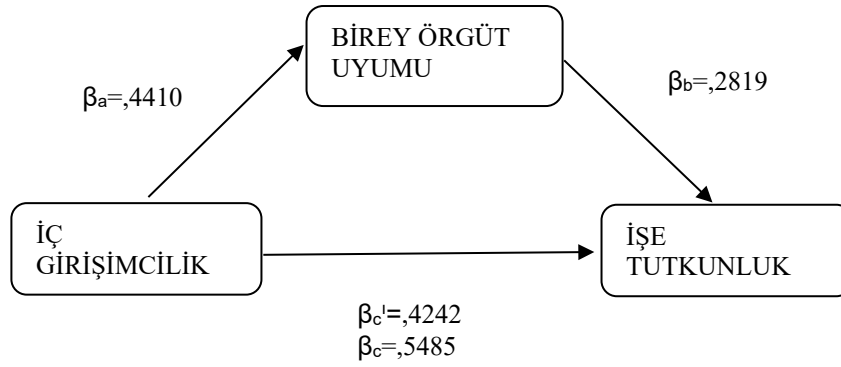 BİREY ÖRGÜT
UYUMU
βa=,4410
βb=,2819
İÇ
GİRİŞİMCİLİK
İŞE
TUTKUNLUK
βc'=,4242
βc=,5485